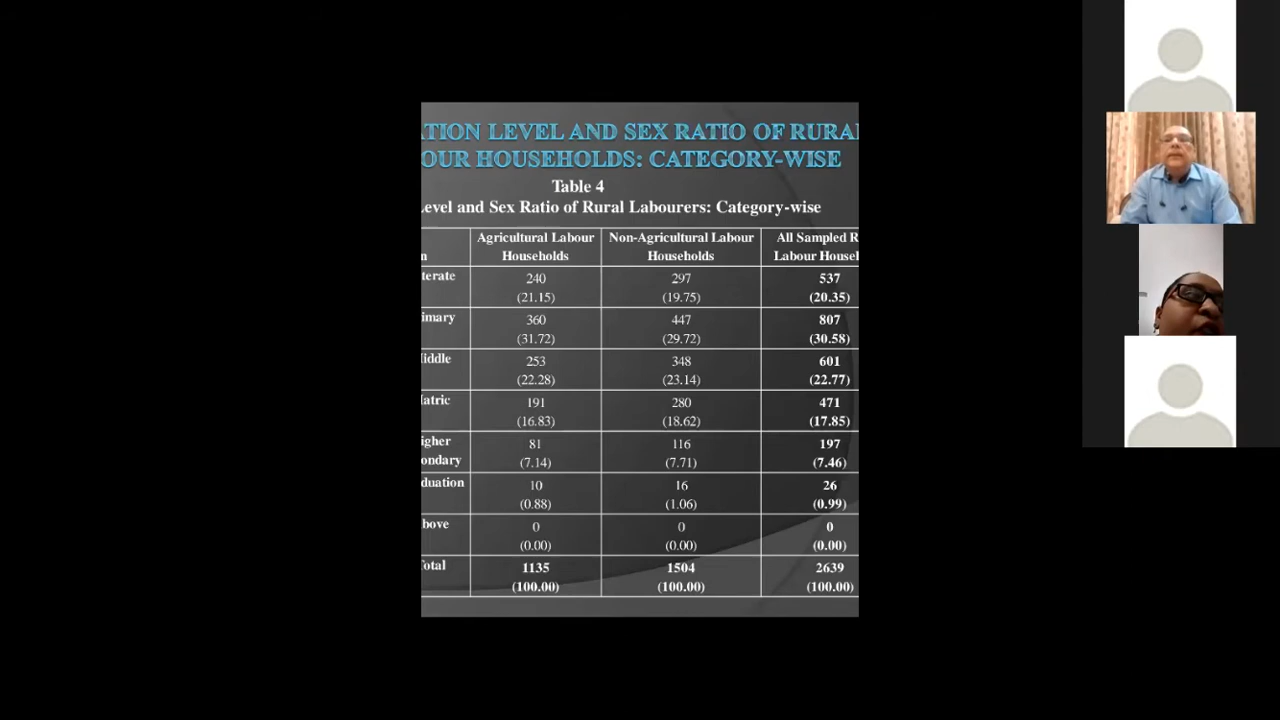 TION LEVEL AND SEX RATIO OF RURAL
OUR HOUSEHOLDS: CATEGORY-WISE
Table 4
Level and Sex Ratio of Rural Labourers: Category-wise
n Agricultural Labour Households Non-Agricultural Labour Households All Sampled R Labour Househol
terate 240 297 537
(21.15) (19.75) (20.35)
imary 360 447 807
(31.72) (29.72) (30.58)
iddle 253 348 601
(22.28) (23.14) (22.77)
atric 191 280 471
(16.83) (18.62) (17.85)
igher 81 116 197
ondary (7.14) (7.71) (7.46)
duation 10 16 26
(0.88) (1.06) (0.99)
bove 0 0 0
(0.00) (0.00) (0.00)
Total 1135 1504 2639
(100.00) (100.00) (100.00)